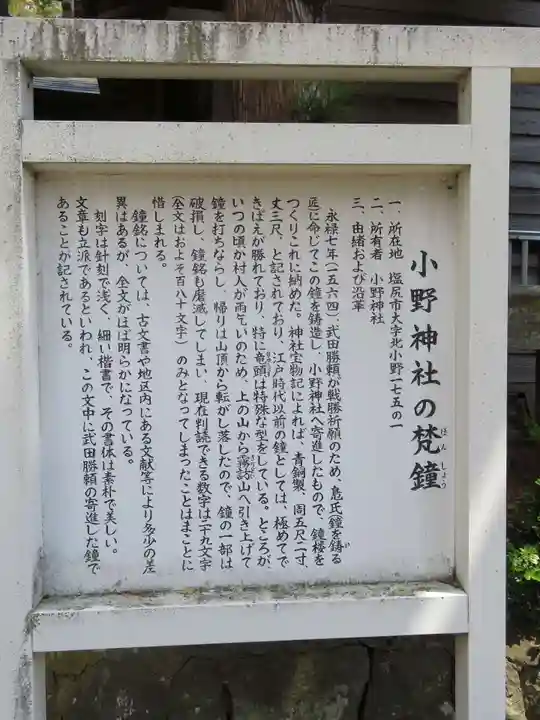 小野神社の梵鐘
ぼんしょう
一、所在地　塩尻市大字北小野一七五の一
二、所有者　小野神社
三、由緒および沿革
永禄七年(一五六四)武田勝頼が戦勝祈願のため、
匠)に命じてこの鐘を鋳造し、小野神社へ寄進したもので、鐘楼を
つくりこれに納めた。神社宝物記によれば、青銅製、周五尺一寸
丈三尺、と記されており、江戸時代以前の鐘としては、極めてで
きばえが勝れており、特に竜頭は特殊な型をしている。ところが、
いつの頃か村人が雨乞いのため、上の山から霧訪山へ引き上げて
鐘を打ちならし、帰りは山頂から転がし落したので、鐘の一部は
破損し、鐘銘も磨滅してしまい、現在判読できる数字は二十九文字
(全文はおよそ百八十文字)のみとなってしまったことはまことに
惜しまれる。
鐘銘については、古文書や地区内にある文献等により多少の差
異はあるが、全文がほぼ明らかになっている。
刻字は針刻で浅く、細い楷書で、その書体は素朴で美しい。
文章も立派であるといわれ、この文中に武田勝頼の寄進した鐘で
あることが記されている。